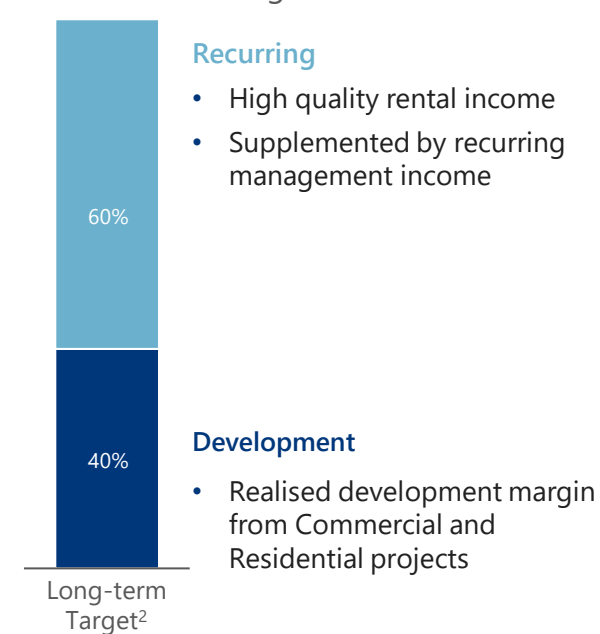 Recurring
• High quality rental income
• Supplemented by recurring
management income
60%
Development
40%
• Realised development margin
from Commercial and
Residential projects
Long-term
Target²